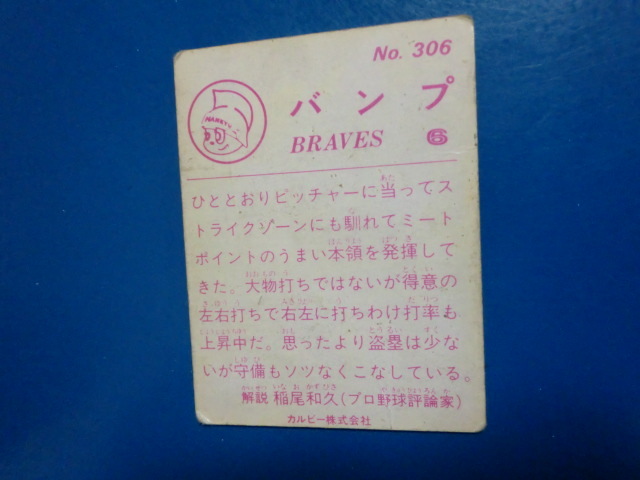 No. 306
HANKYU
バンプ
BRAVES 6
ひととおりピッチャーに当ってス
トライクゾーンにも馴れてミート
ポイントのうまい本領を発揮して
きた。大物打ちではないが得意の
左右打ちで右左に打ちわけ打率も
上昇中だ。思ったより盗塁は少な
いが守備もソツなくこなしている。
解説 稲尾和久(プロ野球評論家)
カルビー株式会社